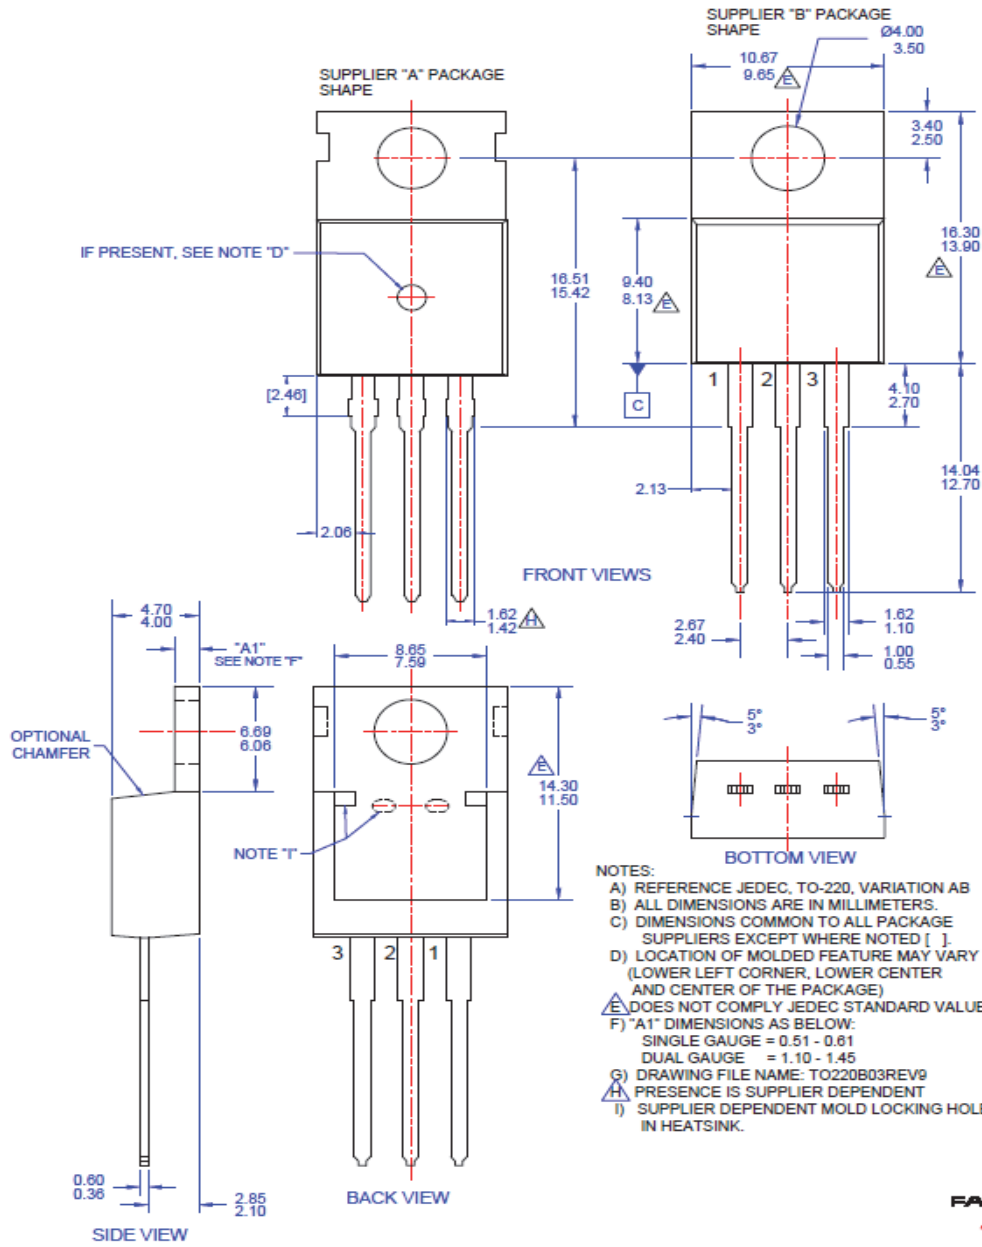 SUPPLIER "B" PACKAGE
SHAPE
Ø4.00
3.50
10.67
9.65
E
SUPPLIER "A" PACKAGE
SHAPE
3.40
2.50
IF PRESENT, SEE NOTE "D"
16.51
15.42
9.40
8.13
E
16.30
13.90
E
[2.46]
C
1
2
3
4.10
2.70
2.13
14.04
12.70
2.06
FRONT VIEWS
4.70
4.00
1.62
1.42
H
2.67
2.40
1.62
1.10
"A1"
SEE NOTE "F"
8.65
7.59
1.00
0.55
OPTIONAL
CHAMFER
6.69
6.06
E
14.30
11.50
5°
3°
5°
3°
NOTE "I"
BOTTOM VIEW
3
2
1
NOTES:
A) REFERENCE JEDEC, TO-220, VARIATION AB
B) ALL DIMENSIONS ARE IN MILLIMETERS.
C) DIMENSIONS COMMON TO ALL PACKAGE
SUPPLIERS EXCEPT WHERE NOTED [ ].
D) LOCATION OF MOLDED FEATURE MAY VARY
(LOWER LEFT CORNER, LOWER CENTER
AND CENTER OF THE PACKAGE)
E DOES NOT COMPLY JEDEC STANDARD VALUE
F) "A1" DIMENSIONS AS BELOW:
SINGLE GAUGE = 0.51 - 0.61
DUAL GAUGE = 1.10 - 1.45
G) DRAWING FILE NAME: TO220B03REV9
H PRESENCE IS SUPPLIER DEPENDENT
I) SUPPLIER DEPENDENT MOLD LOCKING HOLE
IN HEATSINK.
0.60
0.36
2.85
2.10
SIDE VIEW
BACK VIEW